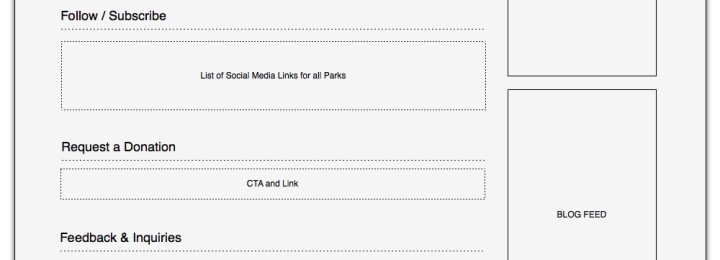 Follow / Subscribe
List of Social Media Links for all Parks
Request a Donation
CTA and Link
Feedback & Inquiries
BLOG FEED